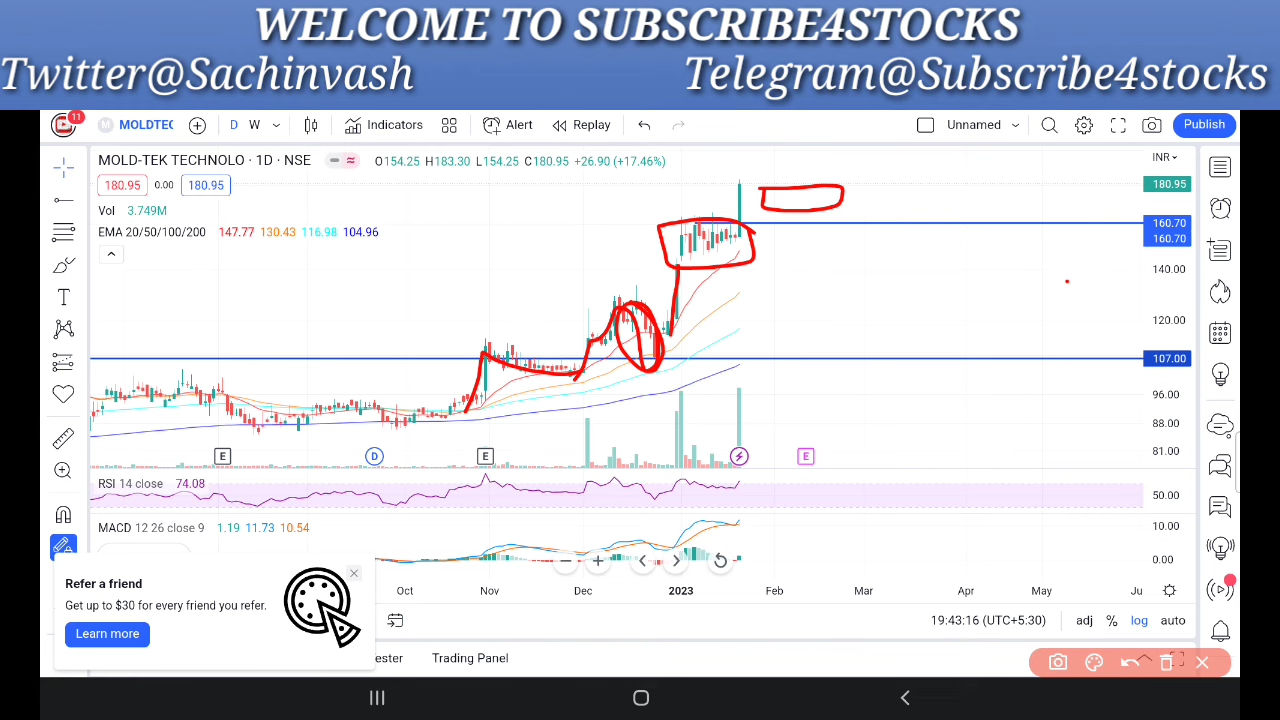 WELCOME TO SUBSCRIBE4STOCKS
Twitter@Sachinvash Telegram@Subscribe4stocks
11 M MOLDTEC D W Indicators Alert Replay Unnamed Publish
MOLD-TEK TECHNOLO · 1D · NSE O154.25 H183.30 L154.25 C180.95 +26.90 (+17.46%) INR
180.95 0.00 180.95 180.95
Vol 3.749M
EMA 20/50/100/200 147.77 130.43 116.98 104.96
160.70
160.70
140.00
120.00
107.00
96.00
88.00
E D E E 81.00
RSI 14 close 74.08 50.00
MACD 12 26 close 9 1.19 11.73 10.54 10.00
0.00
Refer a friend
Oct Nov Dec 2023 Feb Mar Apr May Ju
Get up to $30 for every friend you refer.
19:43:16 (UTC+5:30) adj % log auto
Learn more
ester Trading Panel